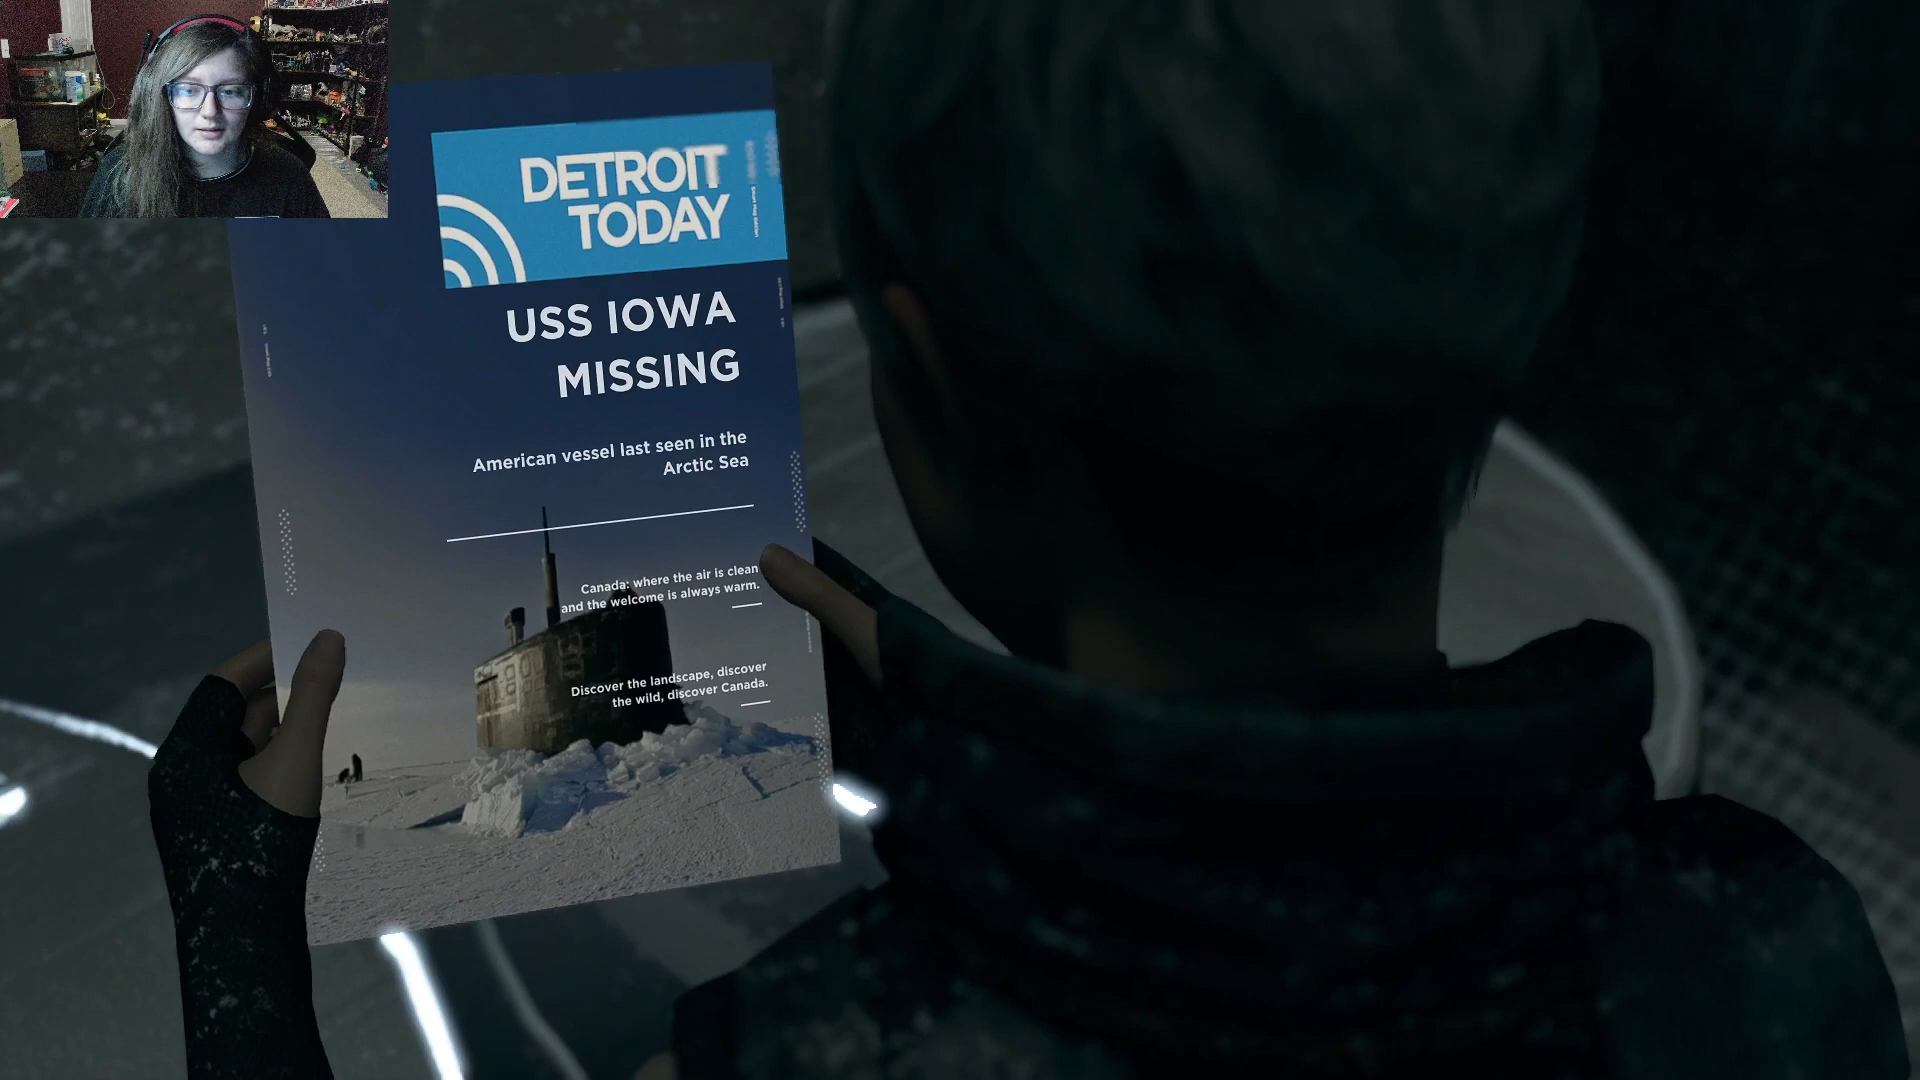 DETROIT
TODAY
USS IOWA
MISSING
American vessel last seen in the
Arctic Sea
Canada: where the air is clean
and the welcome is always warm.
Discover the landscape, discover
the wild, discover Canada.